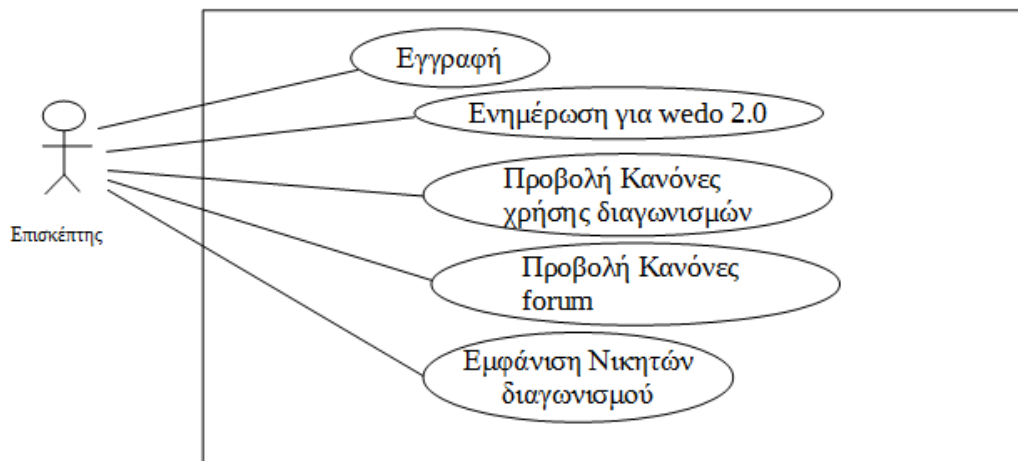 Εγγραφή
Ενημέρωση για wedo 2.0
Προβολή Κανόνες
χρήσης διαγωνισμών
Επισκέπτης
Προβολή Κανόνες
forum
Εμφάνιση Νικητών
διαγωνισμού